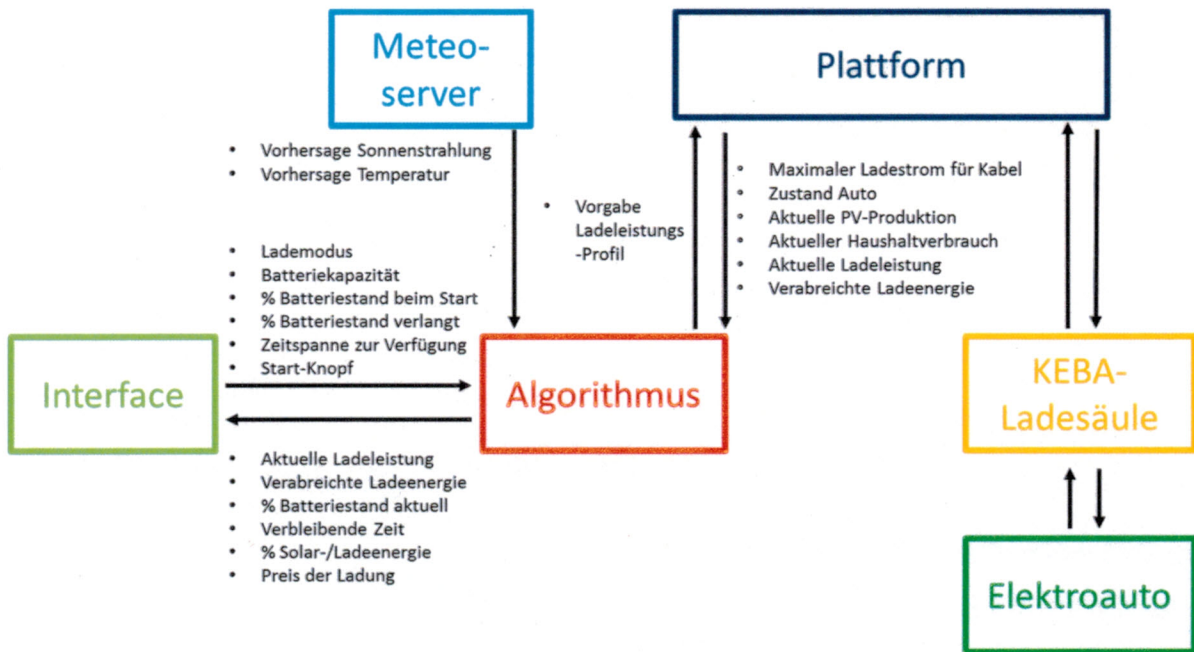 Meteo-
server
Plattform
• Vorhersage Sonnenstrahlung
• Vorhersage Temperatur
• Vorgabe
Ladeleistungs
-Profil
• Maximaler Ladestrom für Kabel
• Zustand Auto
• Aktuelle PV-Produktion
• Aktueller Haushaltverbrauch
• Aktuelle Ladeleistung
• Verabreichte Ladeenergie
• Lademodus
• Batteriekapazität
• % Batteriestand beim Start
• % Batteriestand verlangt
• Zeitspanne zur Verfügung
• Start-Knopf
Interface
Algorithmus
KEBA-
Ladesäule
• Aktuelle Ladeleistung
• Verabreichte Ladeenergie
• % Batteriestand aktuell
• Verbleibende Zeit
• % Solar-/Ladeenergie
• Preis der Ladung
Elektroauto